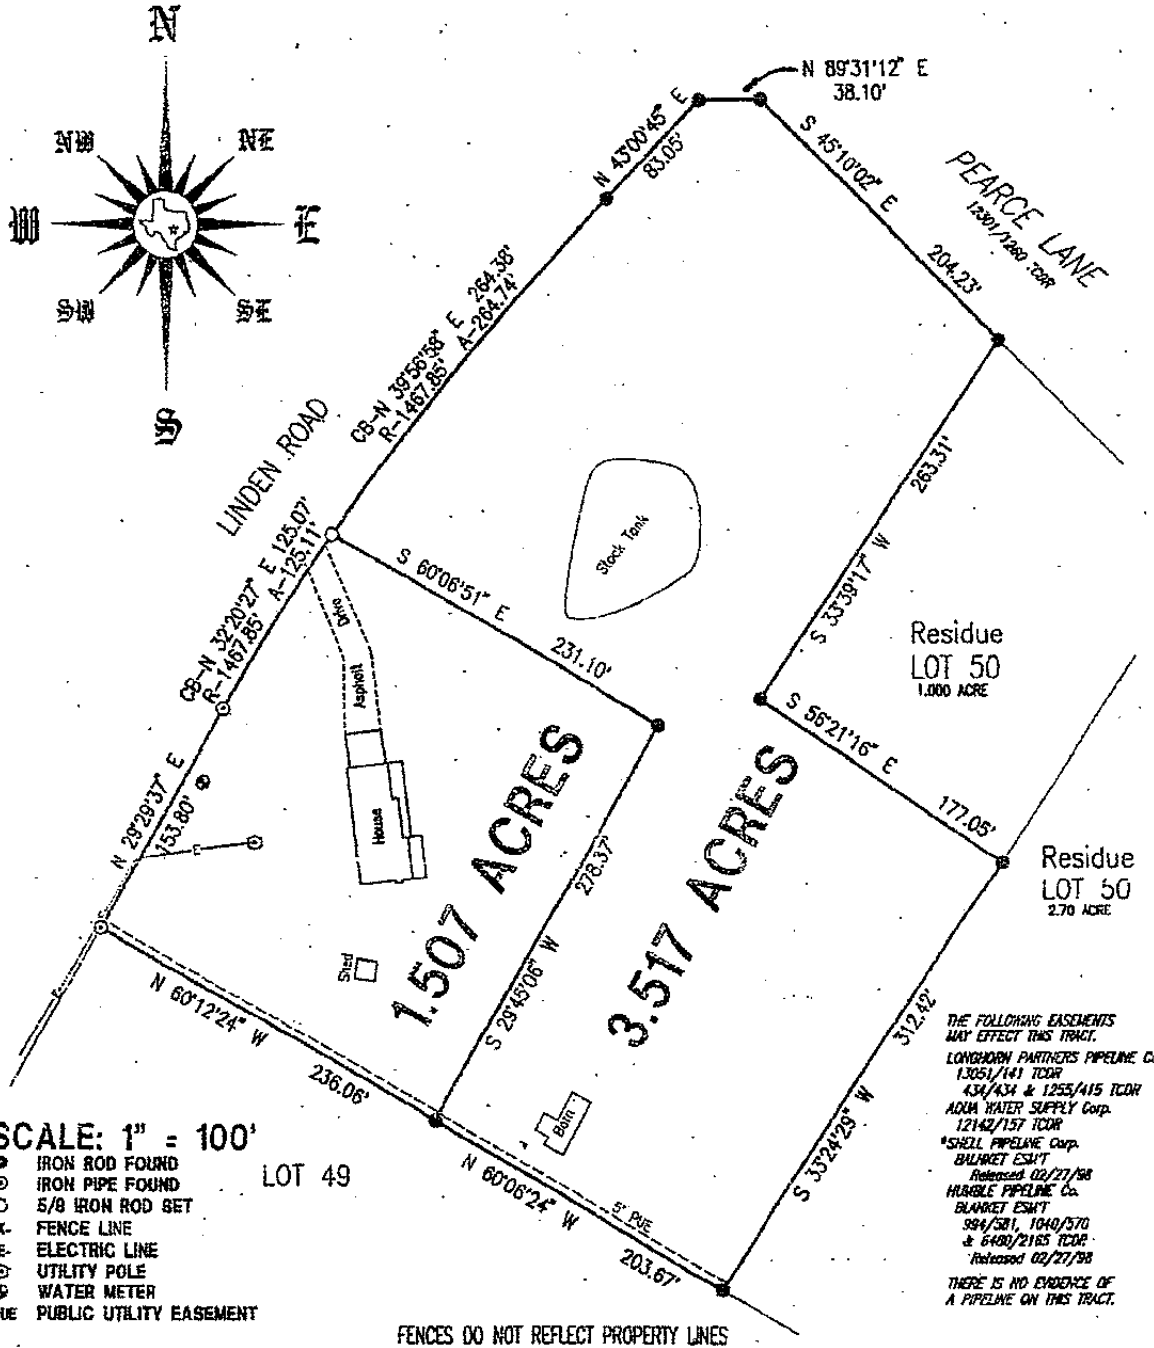 N
NW
NE
W
E
SW
SE
S
N 89°31'12" E
38.10'
N 43°00'45" E
83.05'
S 45°10'02" E
204.23'
PEARCE LANE
12301/1260 TCDR
CB-N 39°56'58" E 264.38'
R-1467.85' A-264.74'
LINDEN ROAD
263.31'
S 33°39'17" W
Stock Tank
CB-N 32°20'27" E 125.07'
R-1467.85' A-125.11'
S 60°06'51" E
231.10'
Drive
Asphalt
House
Residue
LOT 50
1.000 ACRE
S 56°21'16" E
177.05'
N 29°29'37" E
153.80'
E
1.507 ACRES
278.37'
S 29°45'06" W
3.517 ACRES
Residue
LOT 50
2.70 ACRE
Shed
N 60°12'24" W
236.06'
Barn
312.42'
S 33°24'29" W
N 60°06'24" W
5' PUE
203.67'
LOT 49
SCALE: 1" = 100'
IRON ROD FOUND
IRON PIPE FOUND
5/8 IRON ROD SET
FENCE LINE
ELECTRIC LINE
UTILITY POLE
WATER METER
PUBLIC UTILITY EASEMENT
THE FOLLOWING EASEMENTS
MAY EFFECT THIS TRACT.
LONGHORN PARTNERS PIPELINE C
13051/141 TCDR
434/434 & 1255/415 TCDR
AQUA WATER SUPPLY Corp.
12142/157 TCDR
*SHELL PIPELINE Corp.
BLANKET ESM'T
Released 02/27/98
HUMBLE PIPELINE Co.
BLANKET ESM'T
994/581, 1040/570
& 6480/2165 TCDR
Released 02/27/98
THERE IS NO EVIDENCE OF
A PIPELINE ON THIS TRACT.
FENCES DO NOT REFLECT PROPERTY LINES